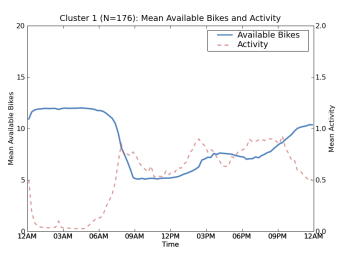 Cluster 1 (N=176): Mean Available Bikes and Activity
Available Bikes
Activity
Mean Available Bikes
20
15
10
5
0
Mean Activity
2.0
1.5
1.0
0.5
0.0
12AM 03AM 06AM 09AM 12PM 03PM 06PM 09PM 12AM
Time